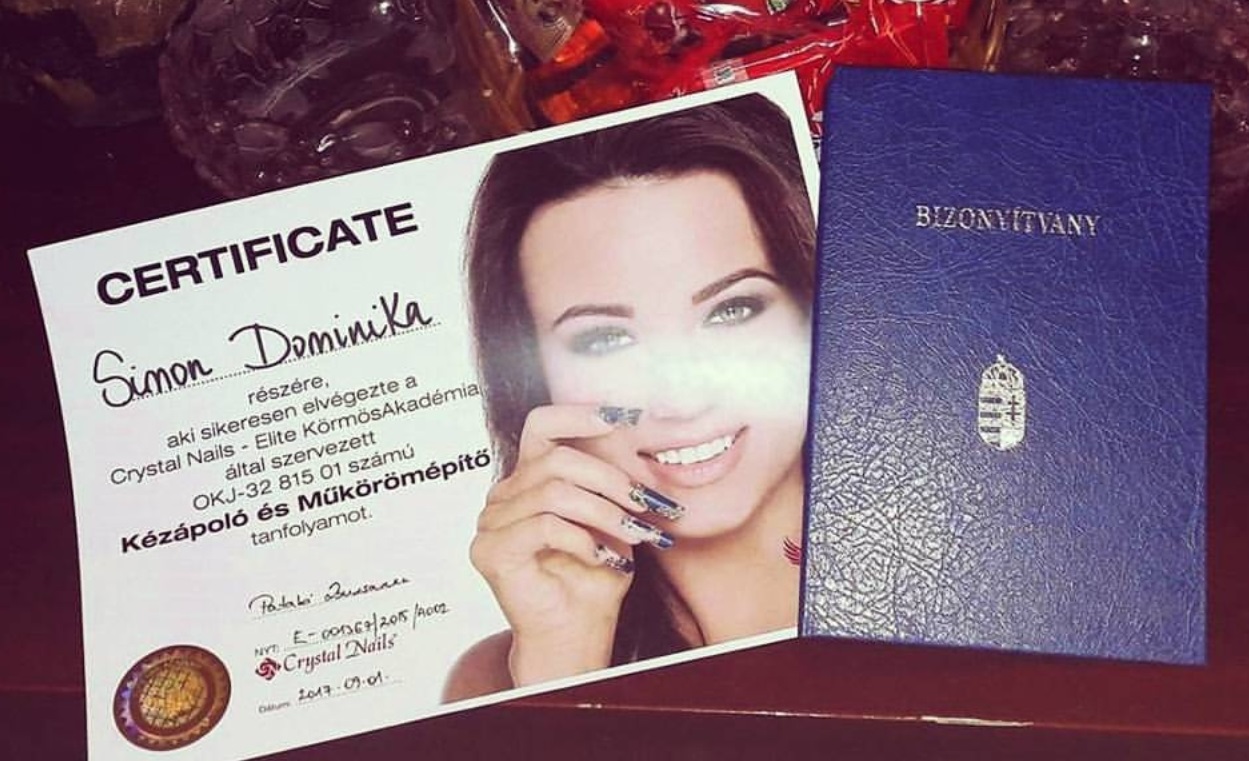 CERTIFICATE
Simon Dominika
részére,
aki sikeresen elvégezte a
Crystal Nails - Elite KörmösAkadémia
által szervezett
OKJ-32 815 01 számú
Kézápoló és Műkörömépítő
tanfolyamot.
NYT: E-001367/2015/A002
Crystal Nails
Dátum: 2017.09.01.
BIZONYÍTVANY